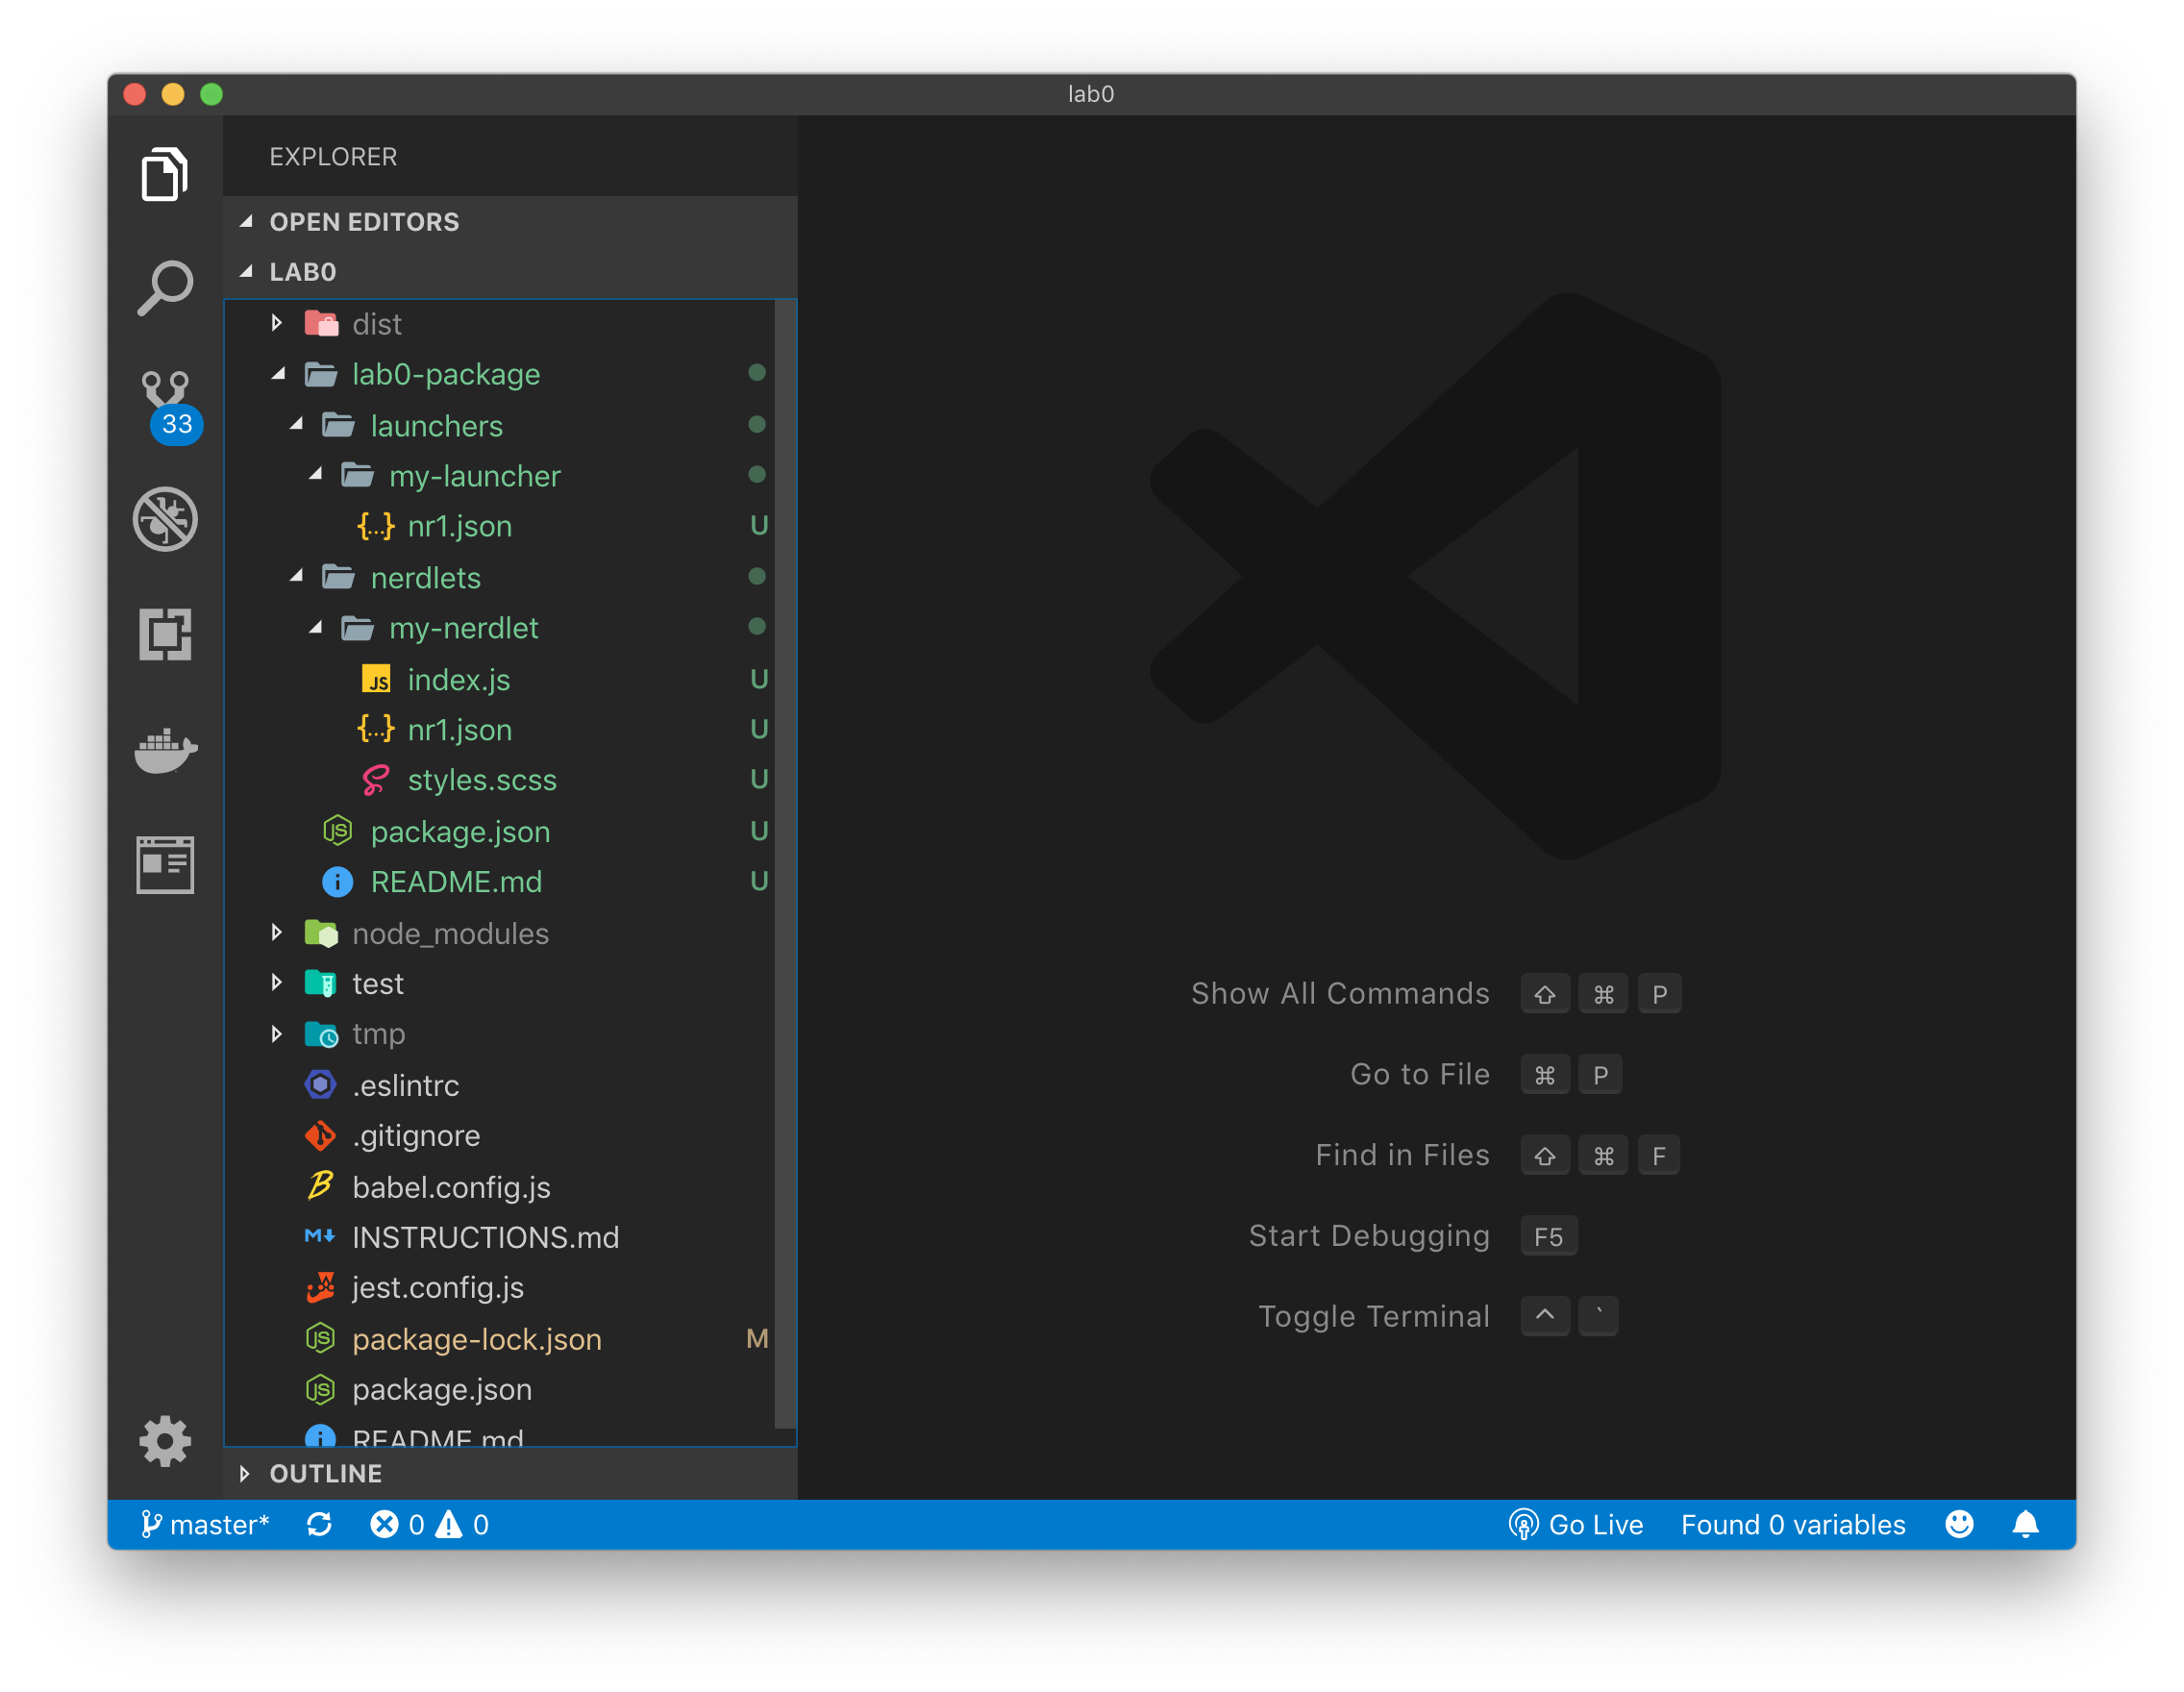 lab0
EXPLORER
OPEN EDITORS
LAB0
dist
lab0-package
launchers
my-launcher
{...} nr1.json U
nerdlets
my-nerdlet
JS index.js U
{...} nr1.json U
styles.scss U
JS package.json U
i README.md U
node_modules
test
tmp
.eslintrc
.gitignore
B babel.config.js
M INSTRUCTIONS.md
jest.config.js
JS package-lock.json M
JS package.json
i README.md
OUTLINE
33
Show All Commands ⇧ ⌘ P
Go to File ⌘ P
Find in Files ⇧ ⌘ F
Start Debugging F5
Toggle Terminal ^ `
master* 0 0 Go Live Found 0 variables